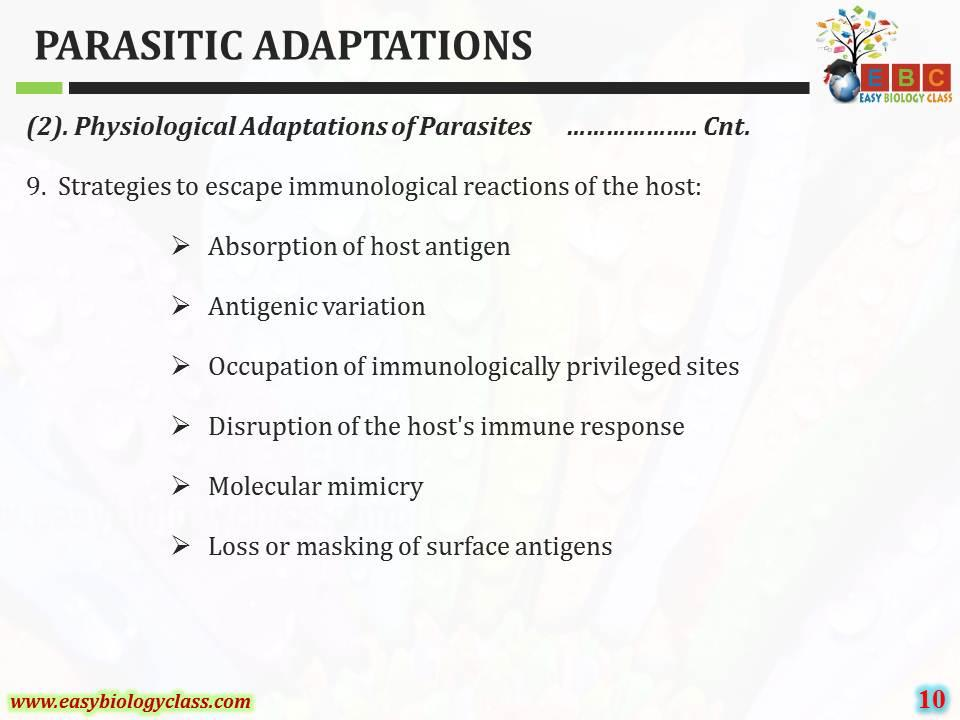 PARASITIC ADAPTATIONS
E B C
EASY BIOLOGY CLASS
(2). Physiological Adaptations of Parasites ……………….. Cnt.
9. Strategies to escape immunological reactions of the host:
➢ Absorption of host antigen
➢ Antigenic variation
➢ Occupation of immunologically privileged sites
➢ Disruption of the host's immune response
➢ Molecular mimicry
➢ Loss or masking of surface antigens
www.easybiologyclass.com
10